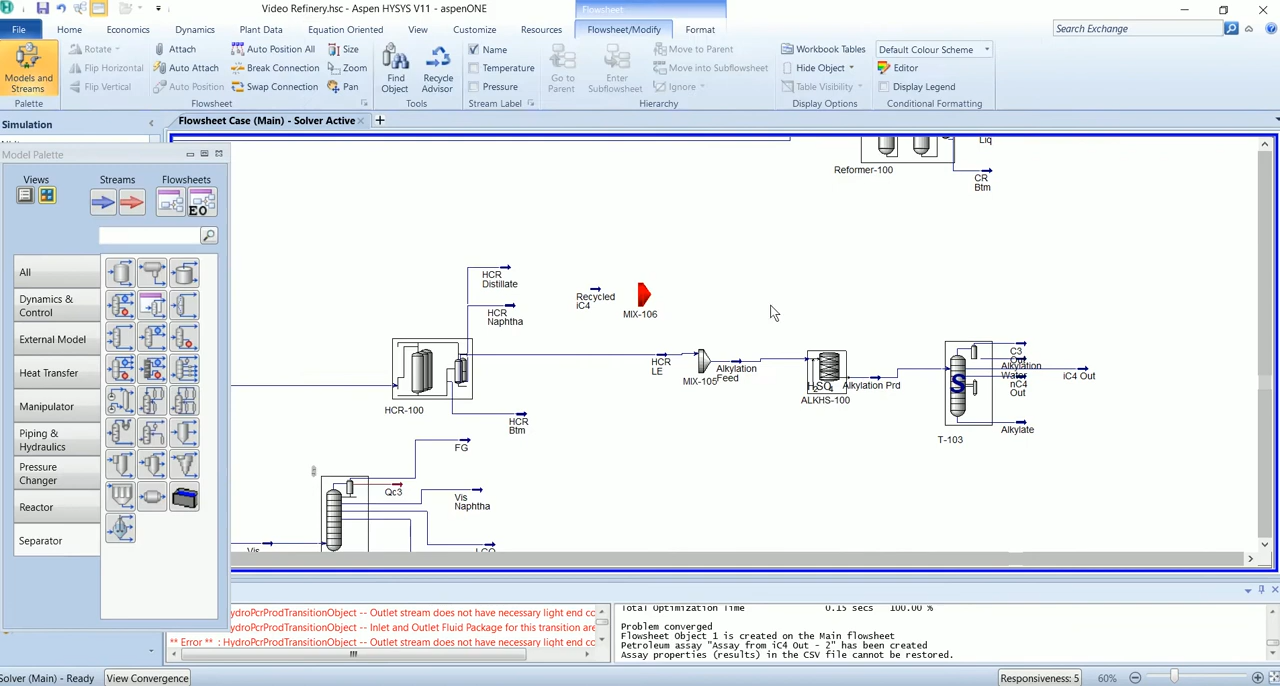 Video Refinery.hsc - Aspen HYSYS V11 - aspenONE
Flowsheet
File Home Economics Dynamics Plant Data Equation Oriented View Customize Resources Flowsheet/Modify Format
Search Exchange
Models and Streams
Palette
Rotate
Flip Horizontal
Flip Vertical
Attach
Auto Attach
Auto Position
Auto Position All
Break Connection
Swap Connection
Size
Zoom
Pan
Flowsheet
Find Object
Recycle Advisor
Tools
Name
Temperature
Pressure
Stream Label
Go to Parent
Enter Subflowsheet
Move to Parent
Move into Subflowsheet
Ignore
Hierarchy
Workbook Tables
Hide Object
Table Visibility
Display Options
Default Colour Scheme
Editor
Display Legend
Conditional Formatting
Simulation
Flowsheet Case (Main) - Solver Active
Model Palette
Views Streams Flowsheets
EO
All
Dynamics & Control
External Model
Heat Transfer
Manipulator
Piping & Hydraulics
Pressure Changer
Reactor
Separator
Liq
Reformer-100
CR
Btm
HCR
Distillate
HCR
Naphtha
Recycled
iC4
MIX-106
HCR-100
HCR
LE
MIX-105
Alkylation
Feed
H2SO4
ALKHS-100
Alkylation Prd
C3
Out
Alkylation
Water
nC4
Out
iC4 Out
S
T-103
Alkylate
HCR
Btm
FG
Qc3
Vis
Naphtha
Vis
LGO
HydroPcrProdTransitionObject -- Outlet stream does not have necessary light end co
HydroPcrProdTransitionObject -- Inlet and Outlet Fluid Package for this transition are
** Error ** : HydroPcrProdTransitionObject -- Outlet stream does not have necessary light end co
Total Optimization Time 0.15 secs 100.00 %
Problem converged
Flowsheet Object 1 is created on the Main flowsheet
Petroleum assay "Assay from iC4 Out - 2" has been created
Assay properties (results) in the CSV file cannot be restored.
Solver (Main) - Ready View Convergence
Responsiveness: 5 60%